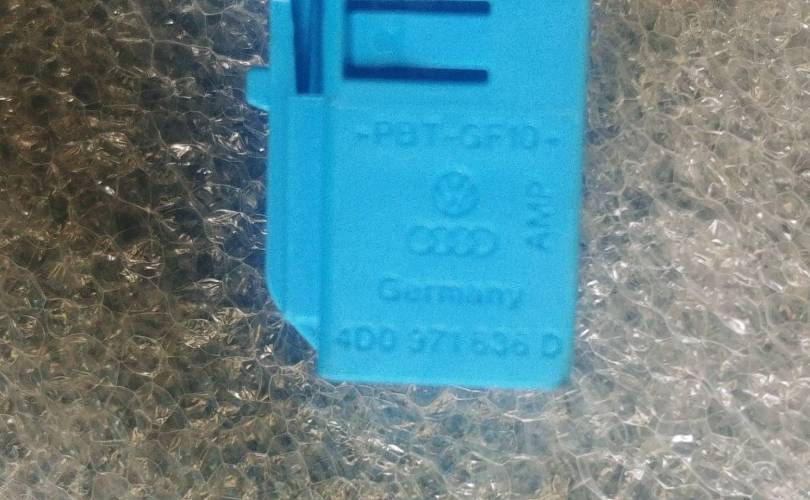 -PBT-GF10-
AMP
Germany
4D0 971 636 D